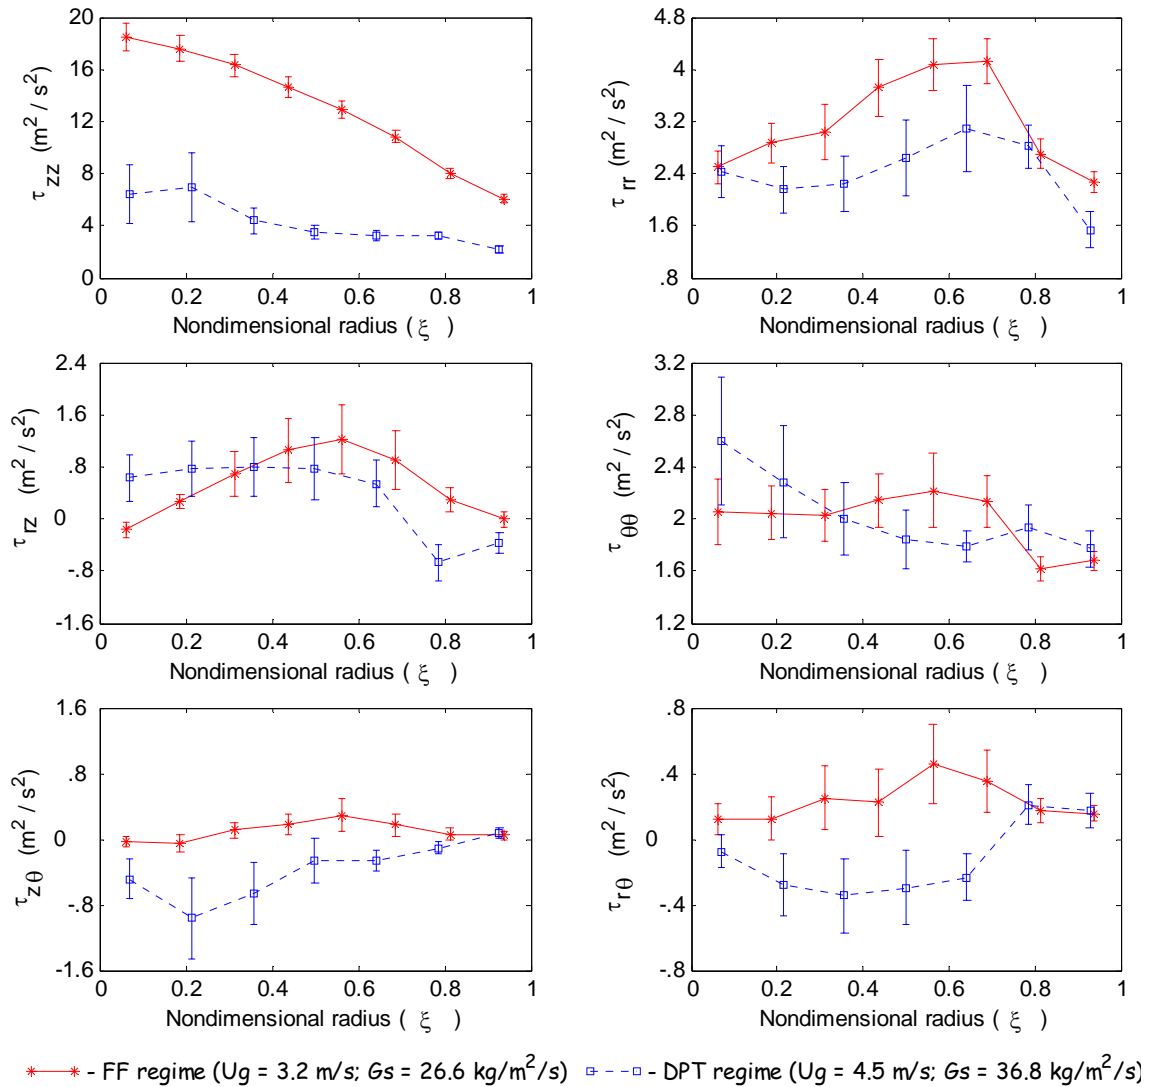 20
16
12
8
4
0
τzz (m2 / s2)
0 0.2 0.4 0.6 0.8 1
Nondimensional radius ( ξ )
4.8
4
3.2
2.4
1.6
.8
τrr (m2 / s2)
0 0.2 0.4 0.6 0.8 1
Nondimensional radius ( ξ )
2.4
1.6
.8
0
-.8
-1.6
τrz (m2 / s2)
0 0.2 0.4 0.6 0.8 1
Nondimensional radius ( ξ )
3.2
2.8
2.4
2
1.6
1.2
τθθ (m2 / s2)
0 0.2 0.4 0.6 0.8 1
Nondimensional radius ( ξ )
1.6
.8
0
-.8
-1.6
τzθ (m2 / s2)
0 0.2 0.4 0.6 0.8 1
Nondimensional radius ( ξ )
.8
.4
0
-.4
-.8
τrθ (m2 / s2)
0 0.2 0.4 0.6 0.8 1
Nondimensional radius ( ξ )
- FF regime (Ug = 3.2 m/s; Gs = 26.6 kg/m2/s) - DPT regime (Ug = 4.5 m/s; Gs = 36.8 kg/m2/s)